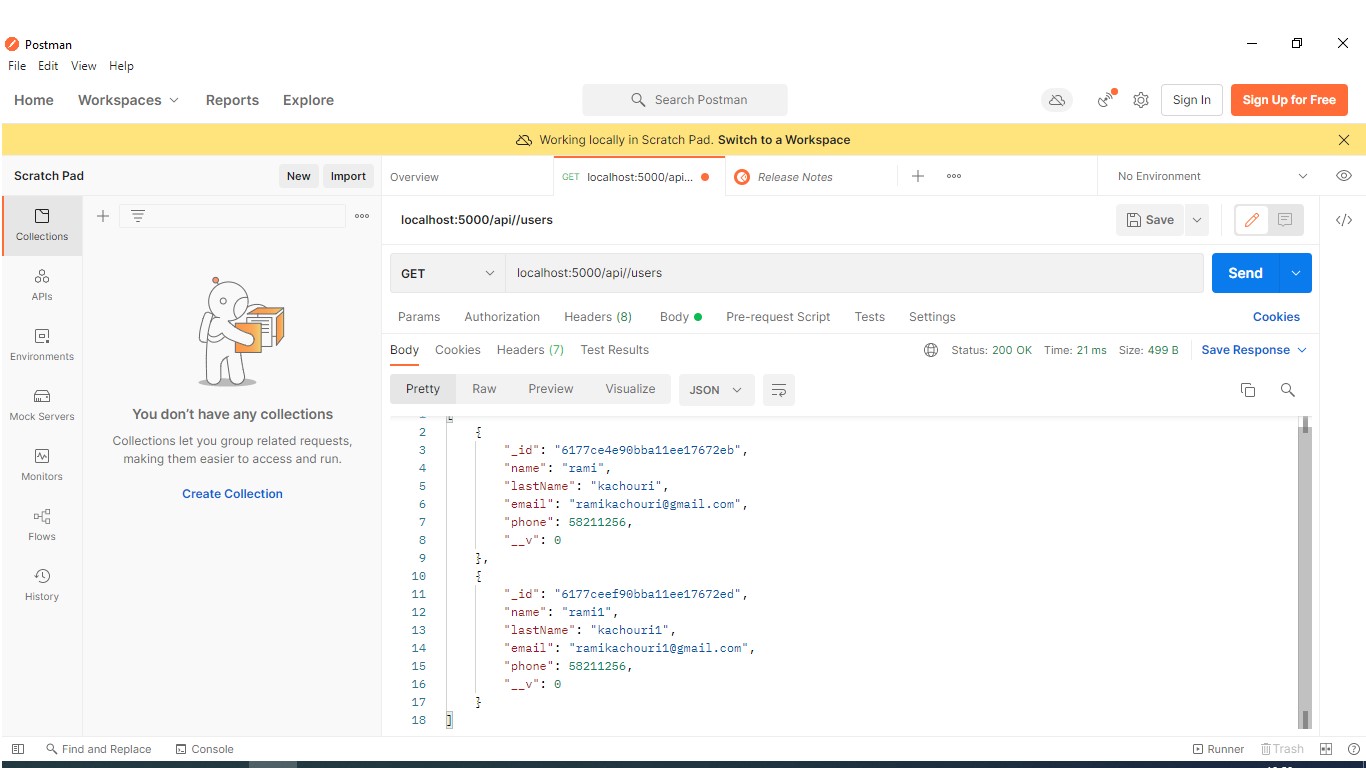 Postman
File Edit View Help
Home Workspaces Reports Explore Search Postman Sign In Sign Up for Free
Working locally in Scratch Pad. Switch to a Workspace
Scratch Pad New Import Overview GET localhost:5000/api... Release Notes No Environment
localhost:5000/api//users Save
Collections
GET localhost:5000/api//users Send
APIs
Params Authorization Headers (8) Body Pre-request Script Tests Settings Cookies
Environments
Body Cookies Headers (7) Test Results Status: 200 OK Time: 21 ms Size: 499 B Save Response
Pretty Raw Preview Visualize JSON
Mock Servers
You don't have any collections
Collections let you group related requests,
making them easier to access and run.
Create Collection
Monitors
Flows
History
2 {
3 "_id": "6177ce4e90bba11ee17672eb",
4 "name": "rami",
5 "lastName": "kachouri",
6 "email": "ramikachouri@gmail.com",
7 "phone": 58211256,
8 "__v": 0
9 },
10 {
11 "_id": "6177ceef90bba11ee17672ed",
12 "name": "rami1",
13 "lastName": "kachouri1",
14 "email": "ramikachouri1@gmail.com",
15 "phone": 58211256,
16 "__v": 0
17 }
18 ]
Find and Replace Console Runner Trash